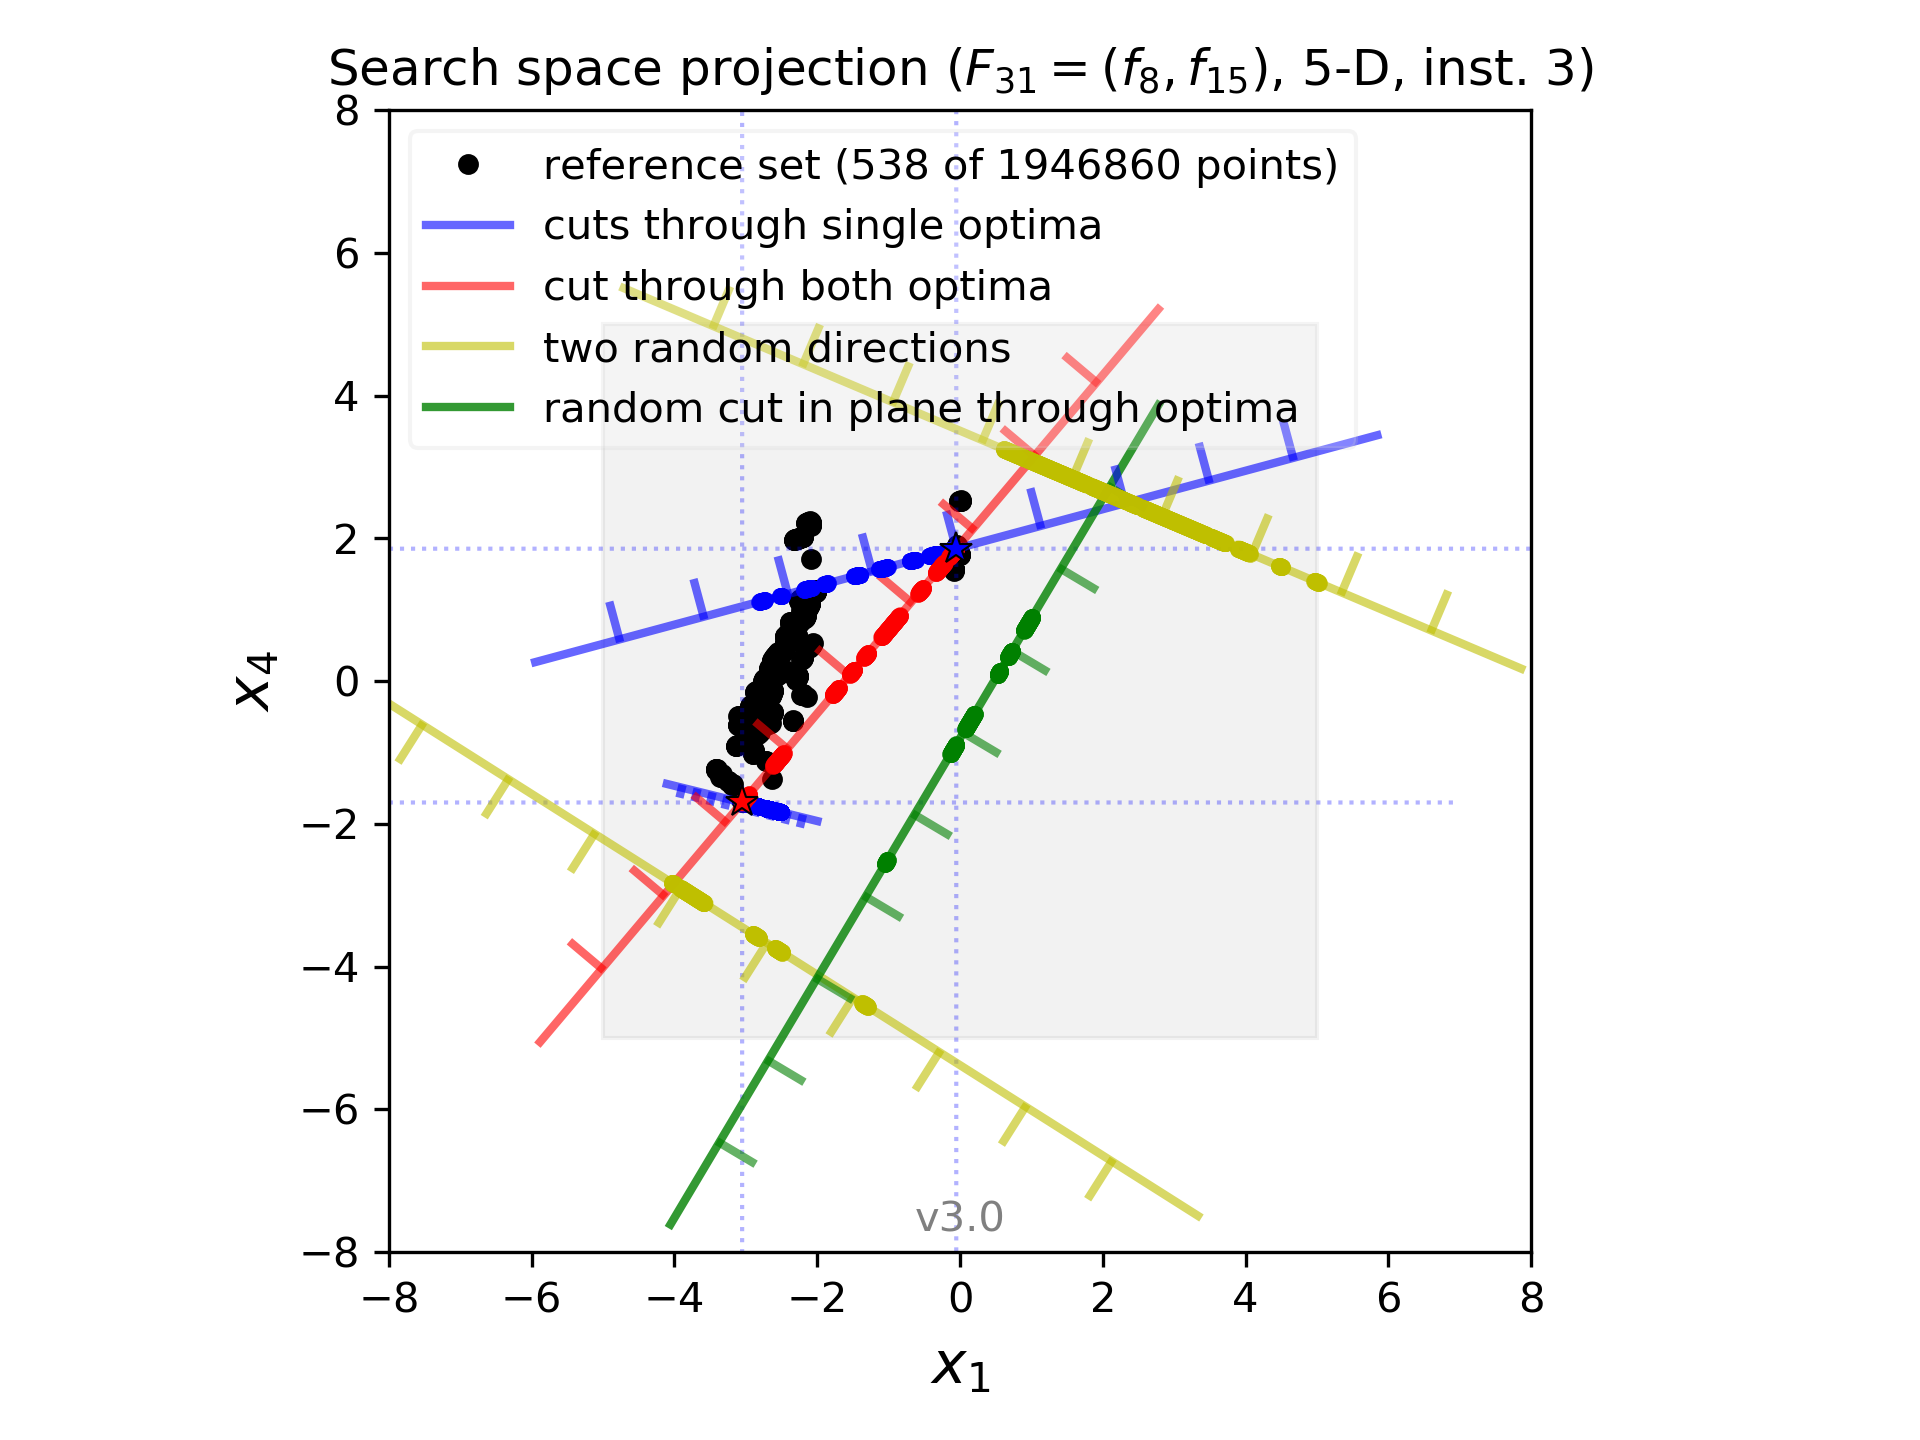 Search space projection (F31 = (f8, f15), 5-D, inst. 3)
8
6
4
2
0
−2
−4
−6
−8
x4
reference set (538 of 1946860 points)
cuts through single optima
cut through both optima
two random directions
random cut in plane through optima
v3.0
−8 −6 −4 −2 0 2 4 6 8
x1